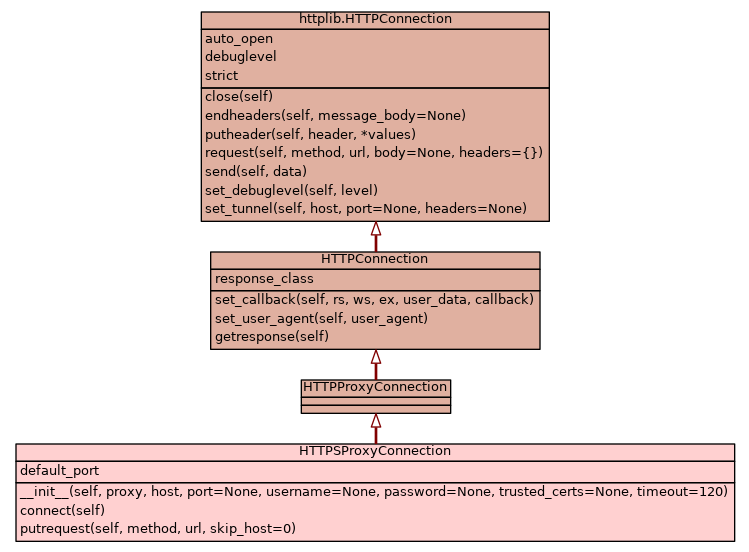 httplib.HTTPConnection
auto_open
debuglevel
strict
close(self)
endheaders(self, message_body=None)
putheader(self, header, *values)
request(self, method, url, body=None, headers={})
send(self, data)
set_debuglevel(self, level)
set_tunnel(self, host, port=None, headers=None)
HTTPConnection
response_class
set_callback(self, rs, ws, ex, user_data, callback)
set_user_agent(self, user_agent)
getresponse(self)
HTTPProxyConnection
HTTPSProxyConnection
default_port
__init__(self, proxy, host, port=None, username=None, password=None, trusted_certs=None, timeout=120)
connect(self)
putrequest(self, method, url, skip_host=0)